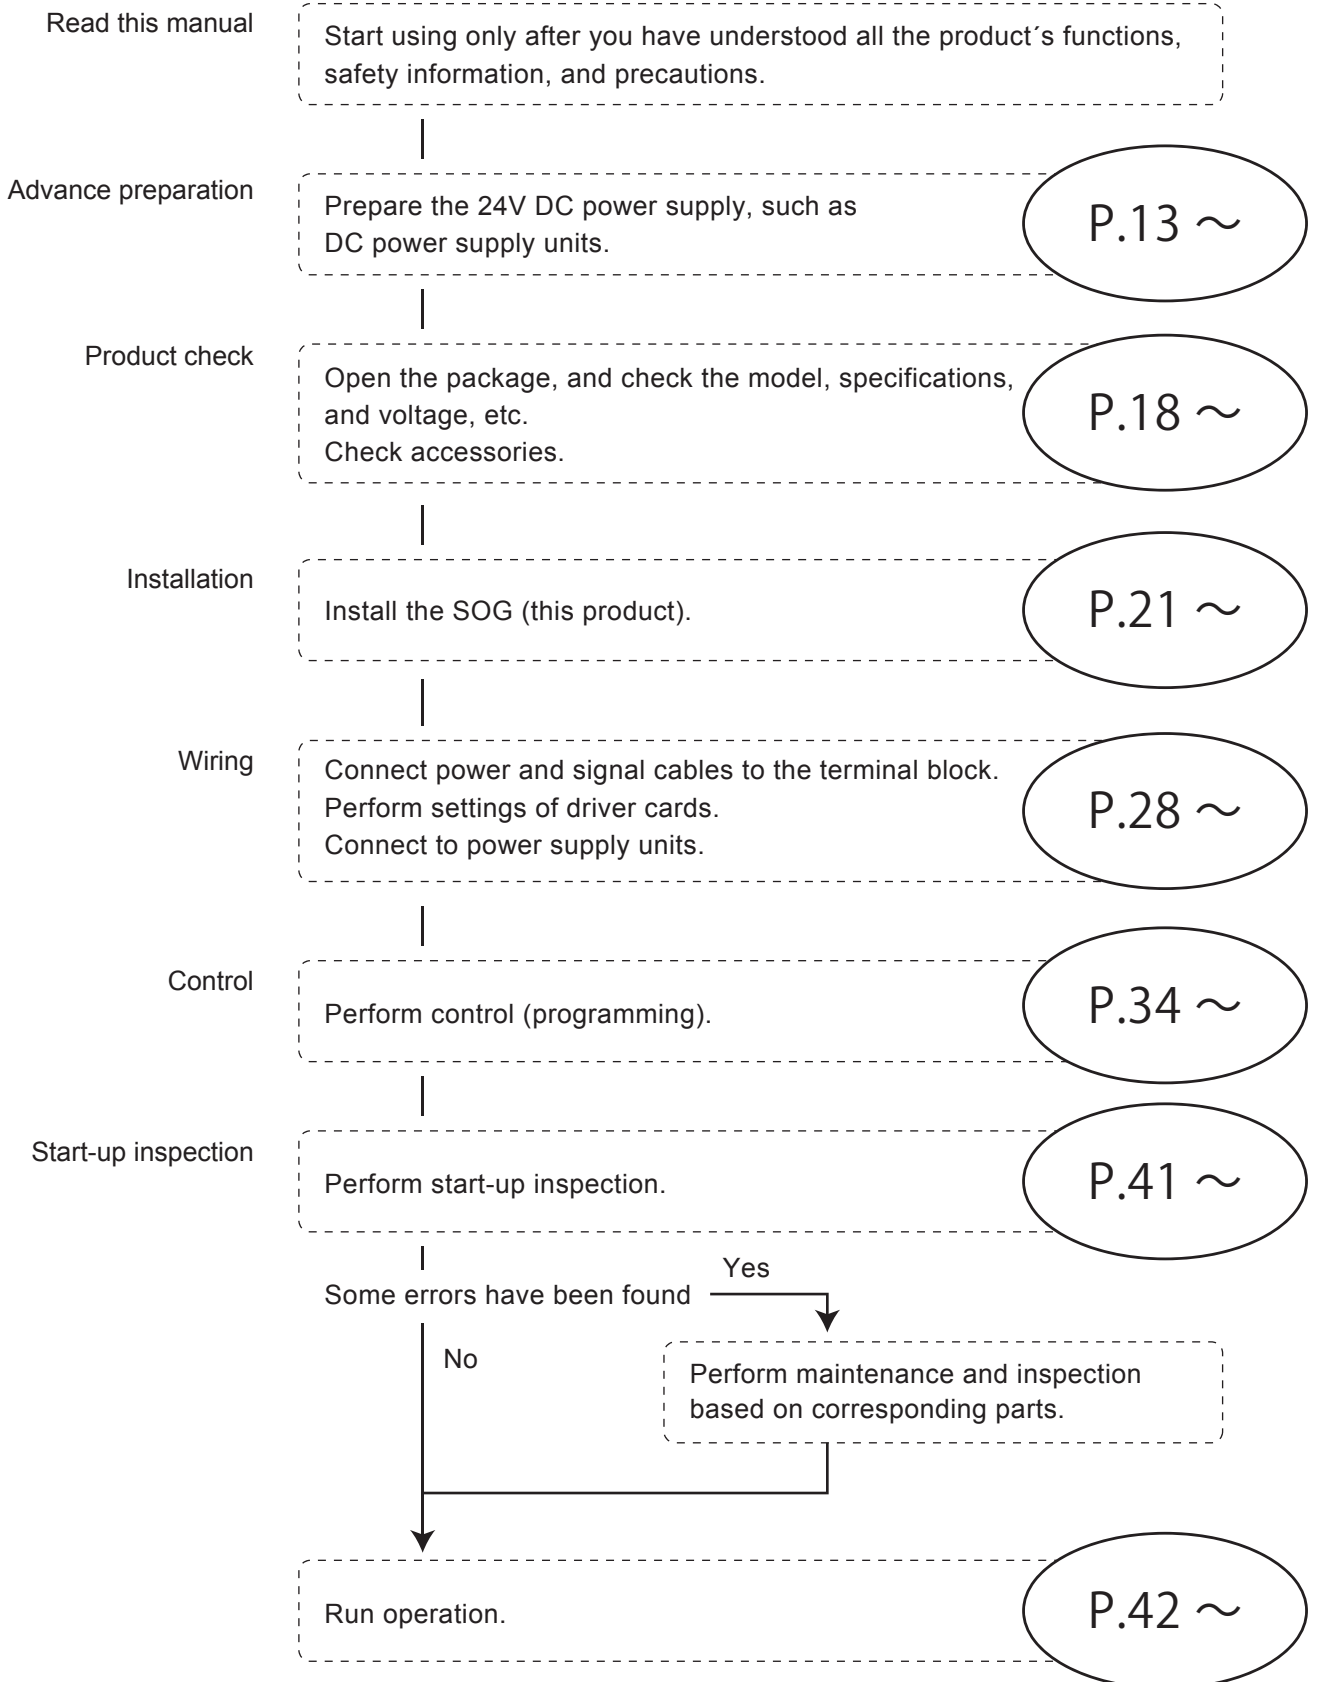 Read this manual
Start using only after you have understood all the product´s functions,
safety information, and precautions.
Advance preparation
Prepare the 24V DC power supply, such as
DC power supply units.
P.13 ～
Product check
Open the package, and check the model, specifications,
and voltage, etc.
Check accessories.
P.18 ～
Installation
Install the SOG (this product).
P.21 ～
Wiring
Connect power and signal cables to the terminal block.
Perform settings of driver cards.
Connect to power supply units.
P.28 ～
Control
Perform control (programming).
P.34 ～
Start-up inspection
Perform start-up inspection.
P.41 ～
Some errors have been found
Yes
No
Perform maintenance and inspection
based on corresponding parts.
Run operation.
P.42 ～